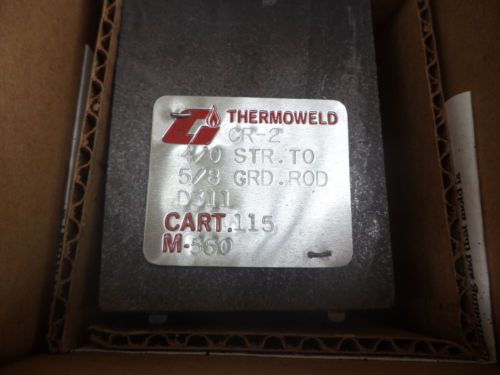 THERMOWELD
CR-2
4/0 STR.TO
5/8 GRD.ROD
D311
CART.115
M-560